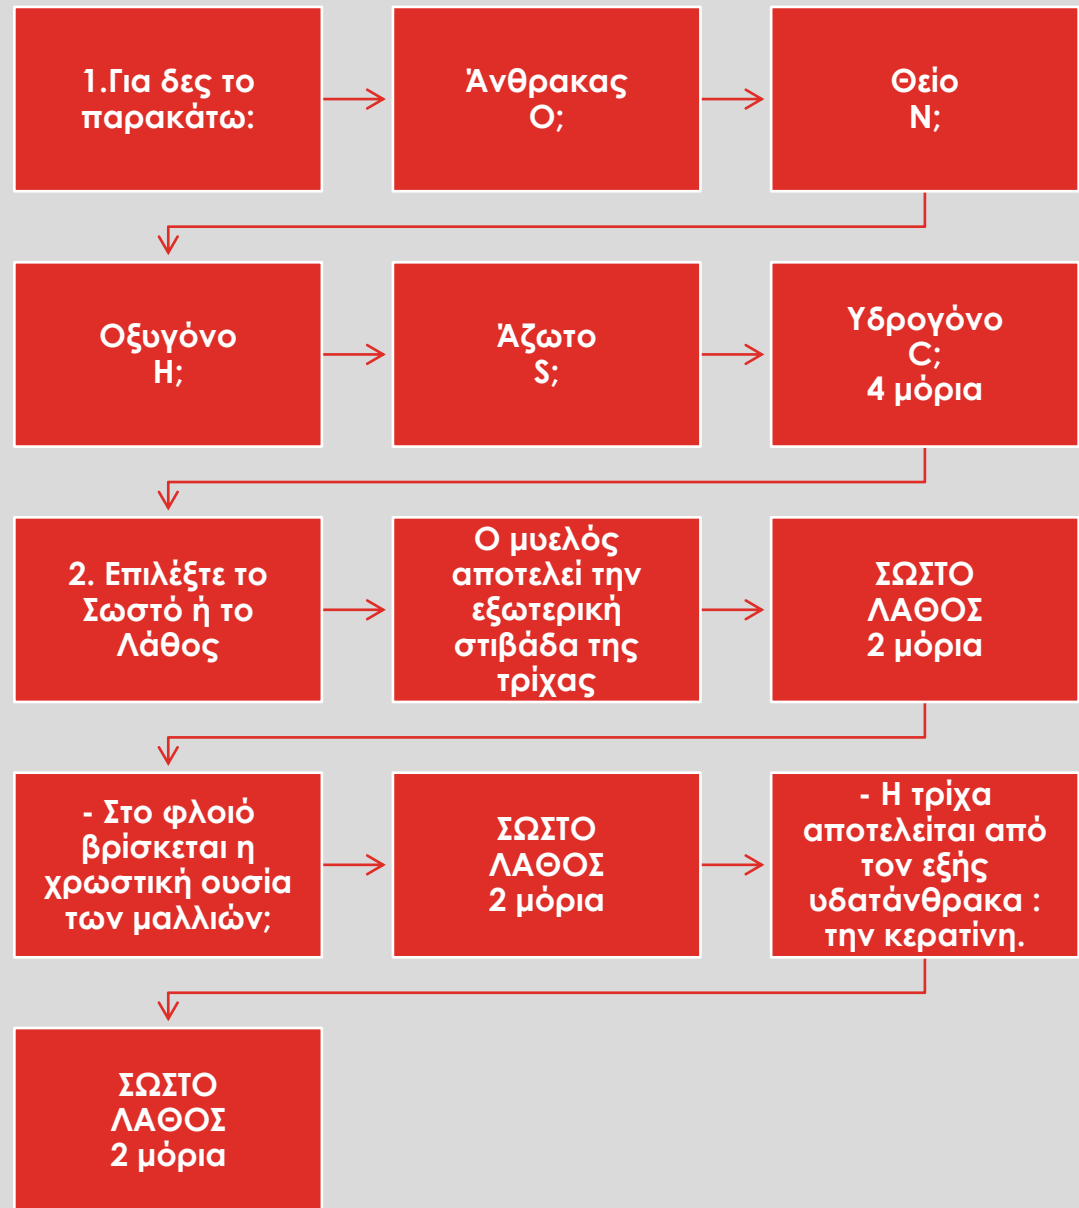 1.Για δες το
παρακάτω:
Άνθρακας
Ο;
Θείο
Ν;
Οξυγόνο
Η;
Άζωτο
S;
Υδρογόνο
C;
4 μόρια
2. Επιλέξτε το
Σωστό ή το
Λάθος
Ο μυελός
αποτελεί την
εξωτερική
στιβάδα της
τρίχας
ΣΩΣΤΟ
ΛΑΘΟΣ
2 μόρια
- Στο φλοιό
βρίσκεται η
χρωστική ουσία
των μαλλιών;
ΣΩΣΤΟ
ΛΑΘΟΣ
2 μόρια
- Η τρίχα
αποτελείται από
τον εξής
υδατάνθρακα :
την κερατίνη.
ΣΩΣΤΟ
ΛΑΘΟΣ
2 μόρια